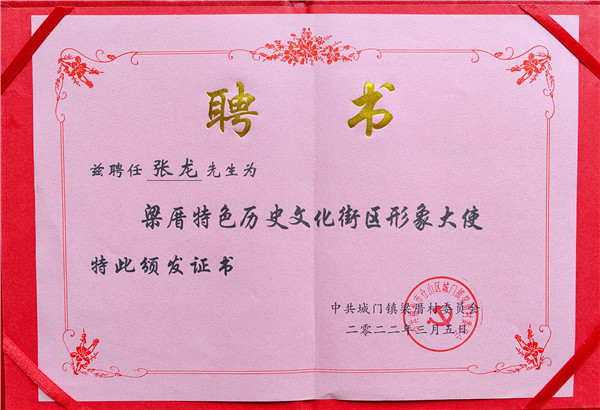 聘书
兹聘任 张龙 先生为
梁厝特色历史文化街区形象大使
特此颁发证书
中共城门镇梁厝村委员会
二零二二年三月五日